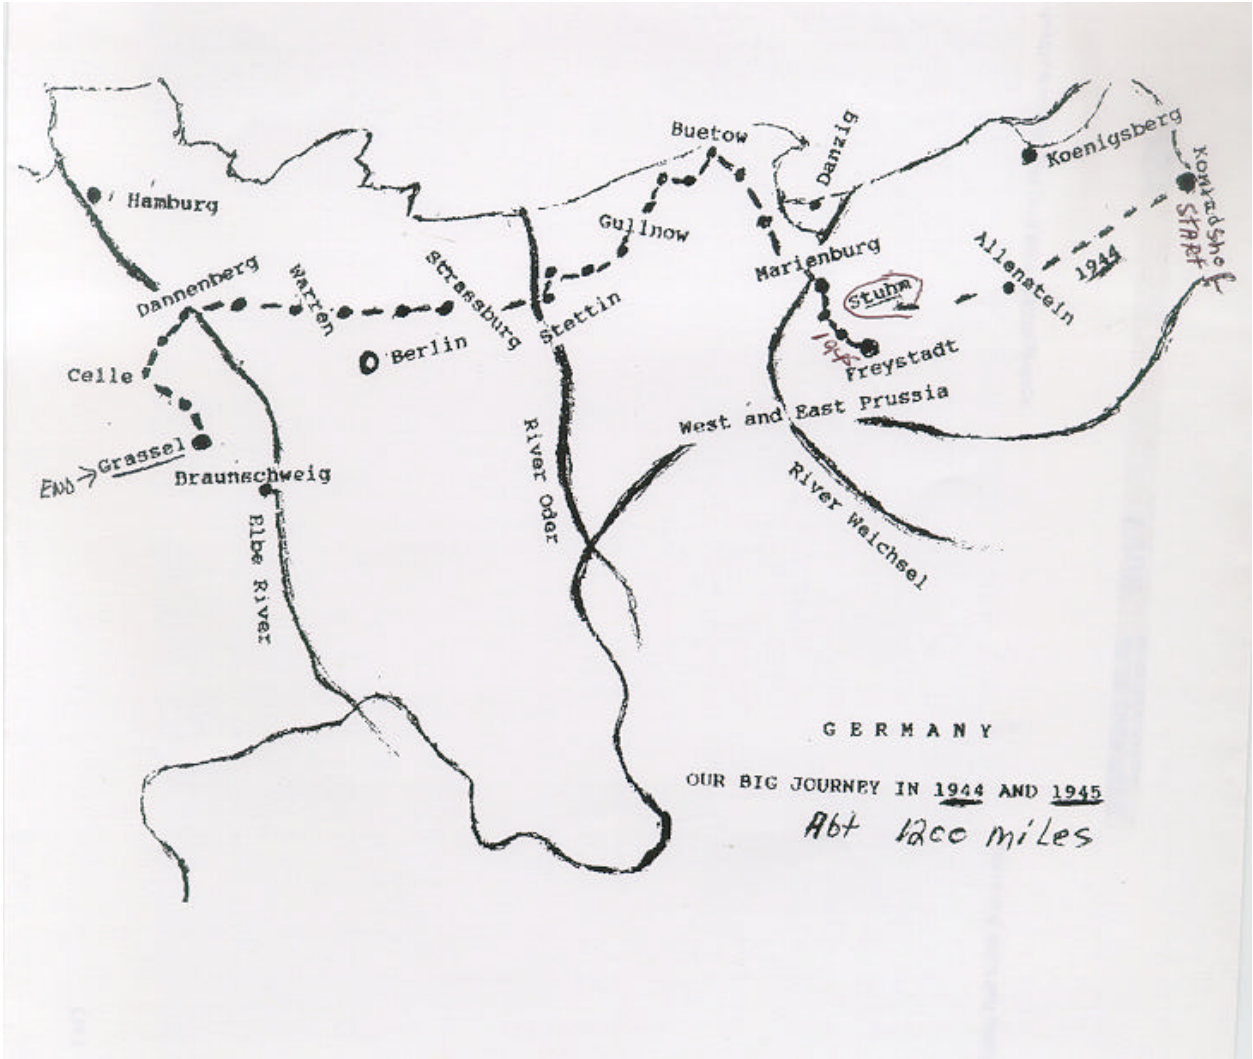 Buetow
Danzig
Koenigsberg
Konradshof
START
Hamburg
Gullnow
Allenstein
1944
Marienburg
Stuhm
Dannenberg
Warren
Strassburg
Stettin
Berlin
1945
Freystadt
Ceile
West and East Prussia
END → Grassel
Braunschweig
River Oder
River Weichsel
Elbe River
GERMANY
OUR BIG JOURNEY IN 1944 AND 1945
Abt 1200 miles